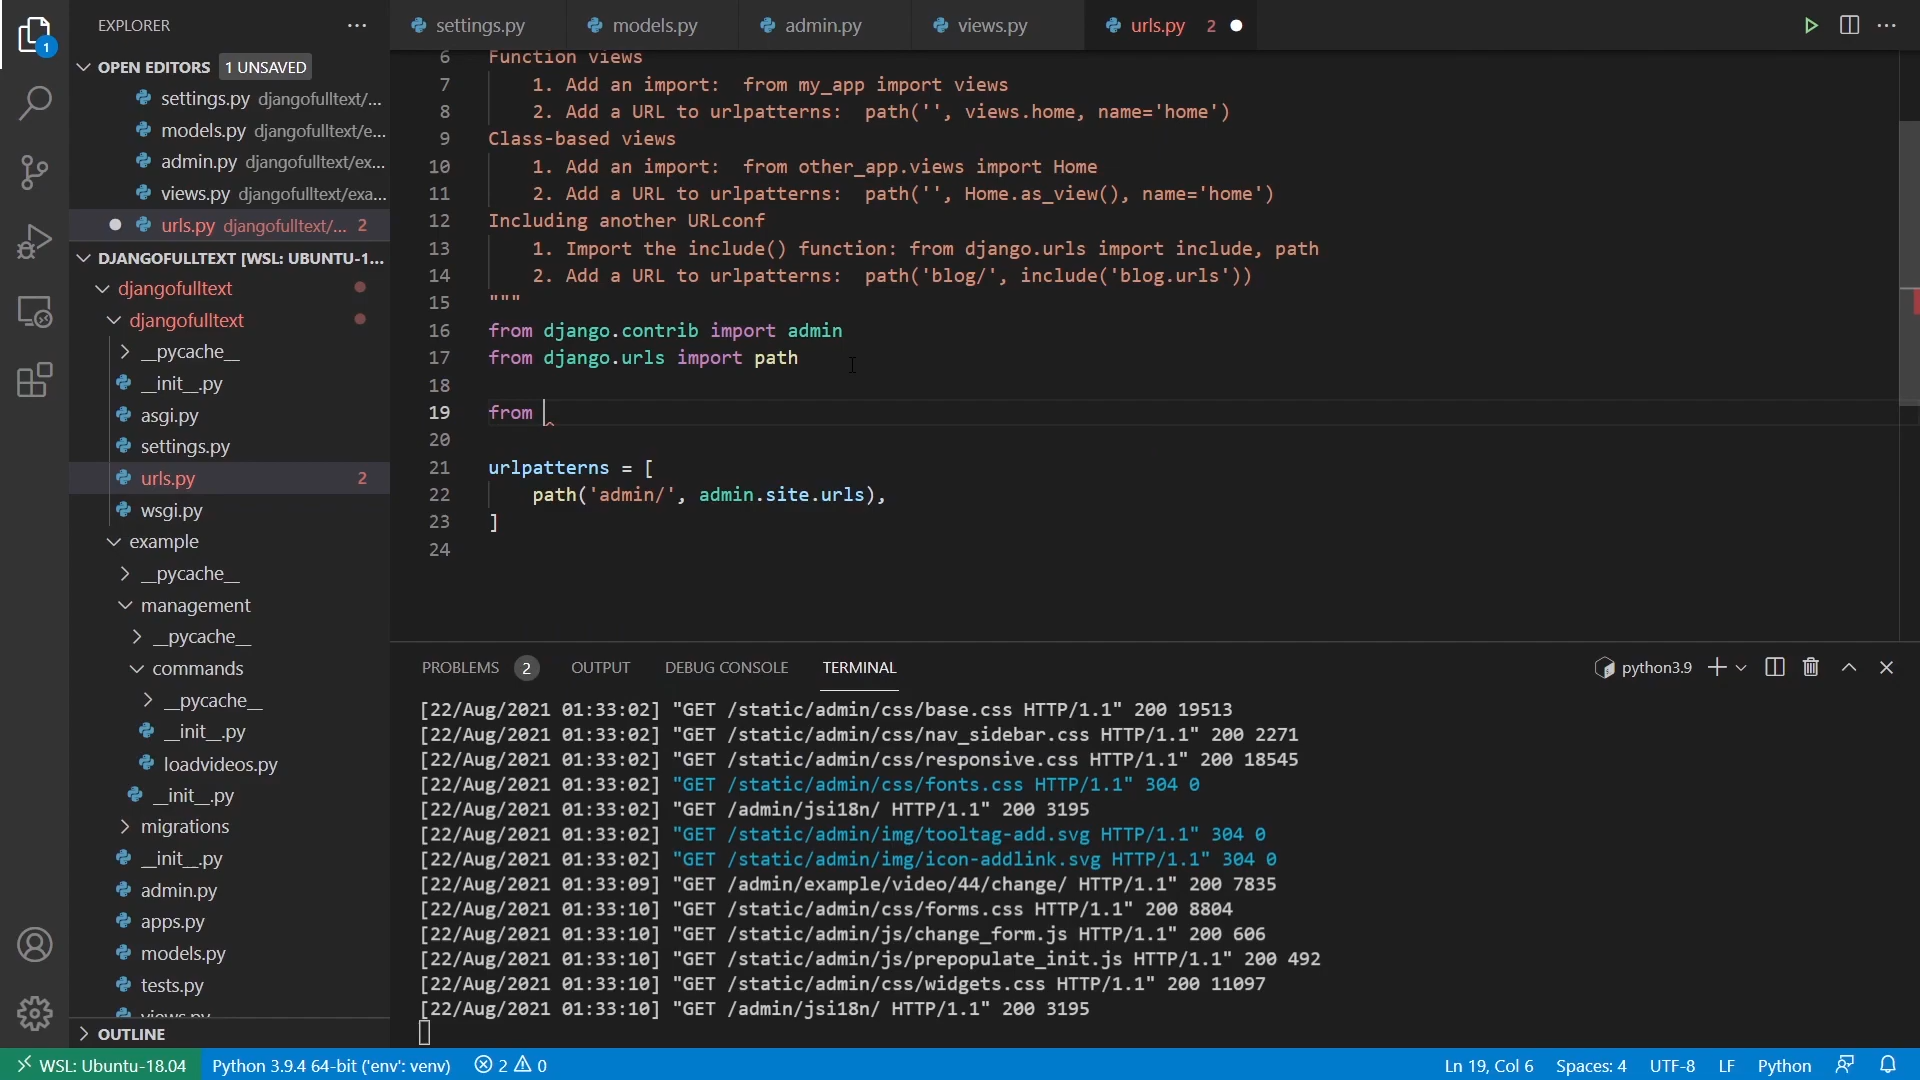 EXPLORER
settings.py
models.py
admin.py
views.py
urls.py 2
OPEN EDITORS 1 UNSAVED
settings.py djangofulltext/...
models.py djangofulltext/e...
admin.py djangofulltext/ex...
views.py djangofulltext/exa...
urls.py djangofulltext/... 2
DJANGOFULLTEXT [WSL: UBUNTU-1...
djangofulltext
djangofulltext
__pycache__
__init__.py
asgi.py
settings.py
urls.py 2
wsgi.py
example
__pycache__
management
__pycache__
commands
__pycache__
__init__.py
loadvideos.py
__init__.py
migrations
__init__.py
admin.py
apps.py
models.py
tests.py
views.py
OUTLINE
6 Function views
7 1. Add an import:  from my_app import views
8 2. Add a URL to urlpatterns:  path('', views.home, name='home')
9 Class-based views
10 1. Add an import:  from other_app.views import Home
11 2. Add a URL to urlpatterns:  path('', Home.as_view(), name='home')
12 Including another URLconf
13 1. Import the include() function: from django.urls import include, path
14 2. Add a URL to urlpatterns:  path('blog/', include('blog.urls'))
15 """
16 from django.contrib import admin
17 from django.urls import path
18
19 from
20
21 urlpatterns = [
22 path('admin/', admin.site.urls),
23 ]
24
PROBLEMS 2 OUTPUT DEBUG CONSOLE TERMINAL python3.9
[22/Aug/2021 01:33:02] "GET /static/admin/css/base.css HTTP/1.1" 200 19513
[22/Aug/2021 01:33:02] "GET /static/admin/css/nav_sidebar.css HTTP/1.1" 200 2271
[22/Aug/2021 01:33:02] "GET /static/admin/css/responsive.css HTTP/1.1" 200 18545
[22/Aug/2021 01:33:02] "GET /static/admin/css/fonts.css HTTP/1.1" 304 0
[22/Aug/2021 01:33:02] "GET /admin/jsi18n/ HTTP/1.1" 200 3195
[22/Aug/2021 01:33:02] "GET /static/admin/img/tooltag-add.svg HTTP/1.1" 304 0
[22/Aug/2021 01:33:02] "GET /static/admin/img/icon-addlink.svg HTTP/1.1" 304 0
[22/Aug/2021 01:33:09] "GET /admin/example/video/44/change/ HTTP/1.1" 200 7835
[22/Aug/2021 01:33:10] "GET /static/admin/css/forms.css HTTP/1.1" 200 8804
[22/Aug/2021 01:33:10] "GET /static/admin/js/change_form.js HTTP/1.1" 200 606
[22/Aug/2021 01:33:10] "GET /static/admin/js/prepopulate_init.js HTTP/1.1" 200 492
[22/Aug/2021 01:33:10] "GET /static/admin/css/widgets.css HTTP/1.1" 200 11097
[22/Aug/2021 01:33:10] "GET /admin/jsi18n/ HTTP/1.1" 200 3195
1
WSL: Ubuntu-18.04 Python 3.9.4 64-bit ('env': venv) 2 0 Ln 19, Col 6 Spaces: 4 UTF-8 LF Python